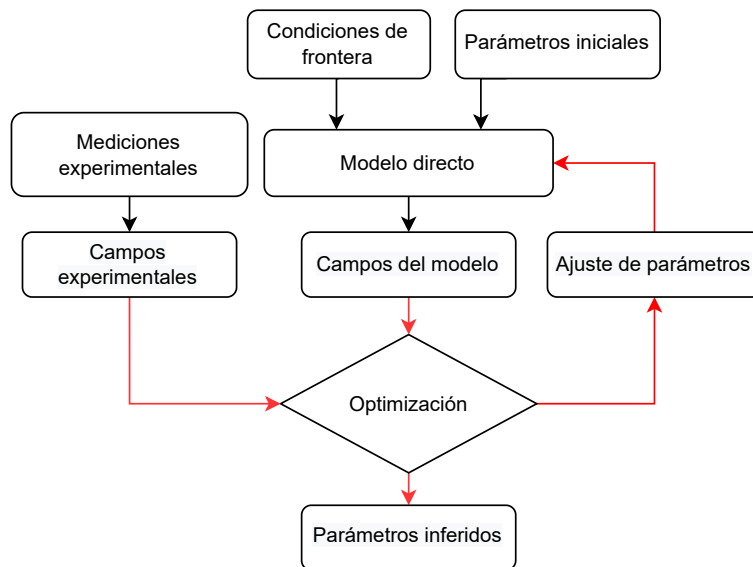 Condiciones de
frontera
Parámetros iniciales
Mediciones
experimentales
Modelo directo
Campos
experimentales
Campos del modelo
Ajuste de parámetros
Optimización
Parámetros inferidos